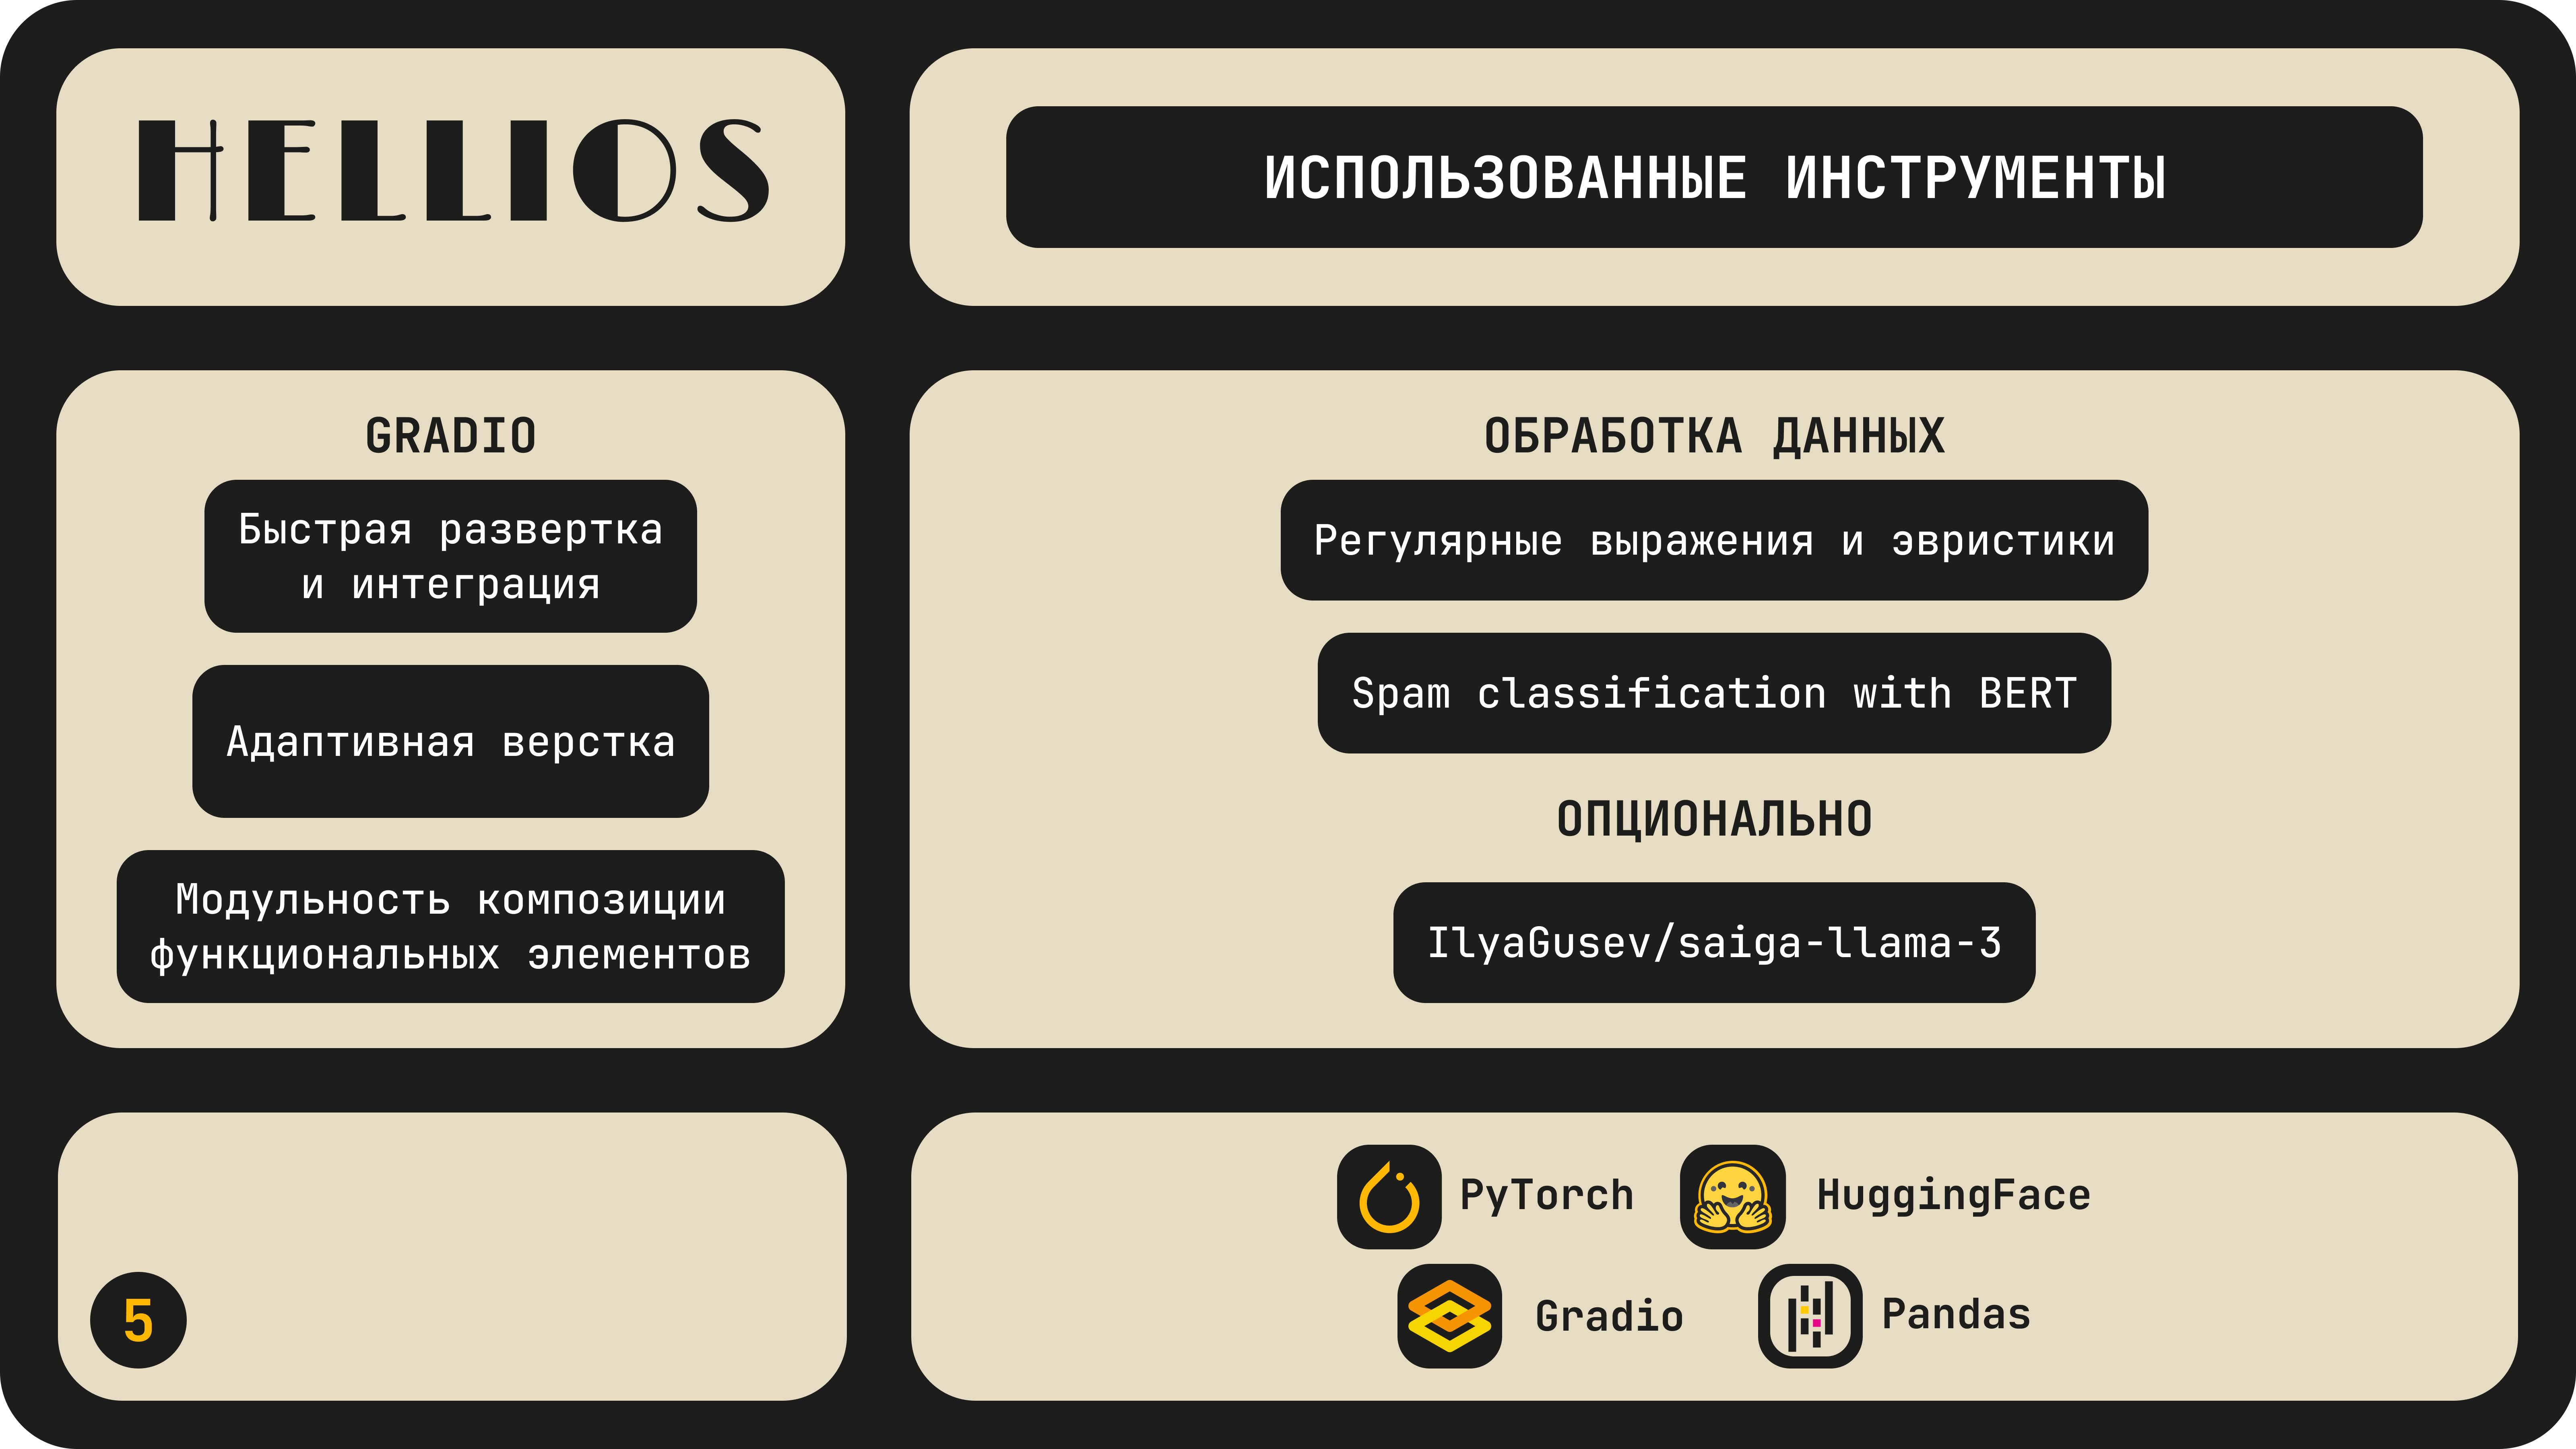 HELLIOS
ИСПОЛЬЗОВАННЫЕ ИНСТРУМЕНТЫ
GRADIO
Быстрая развертка
и интеграция
Адаптивная верстка
Модульность композиции
функциональных элементов
ОБРАБОТКА ДАННЫХ
Регулярные выражения и эвристики
Spam classification with BERT
ОПЦИОНАЛЬНО
IlyaGusev/saiga-llama-3
5
PyTorch
HuggingFace
Gradio
Pandas